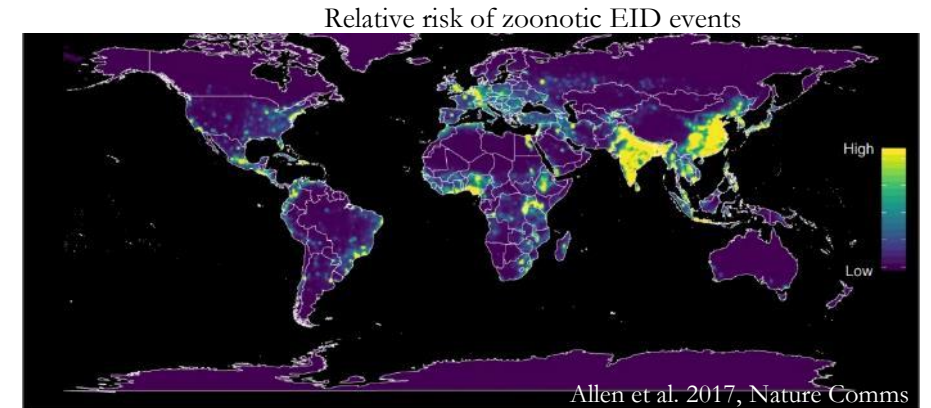 Relative risk of zoonotic EID events
High
Low
Allen et al. 2017, Nature Comms